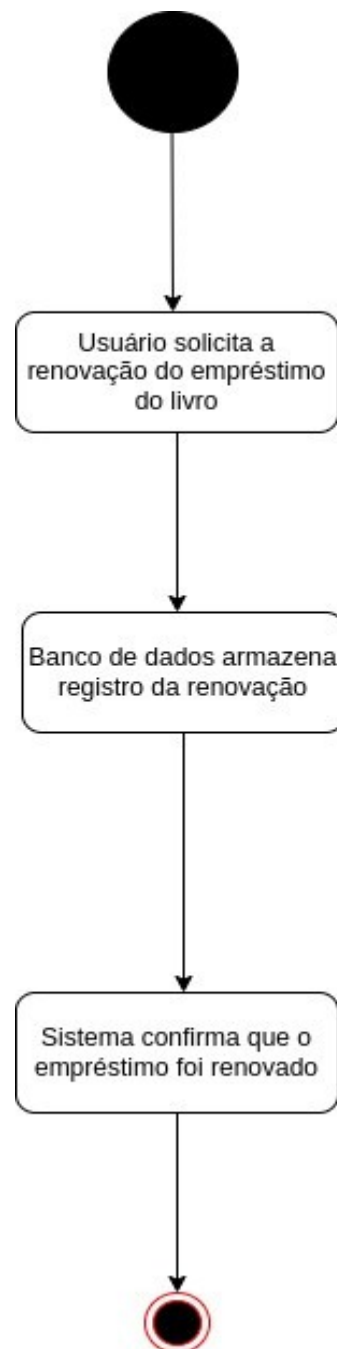 Usuário solicita a
renovação do empréstimo
do livro
Banco de dados armazena
registro da renovação
Sistema confirma que o
empréstimo foi renovado